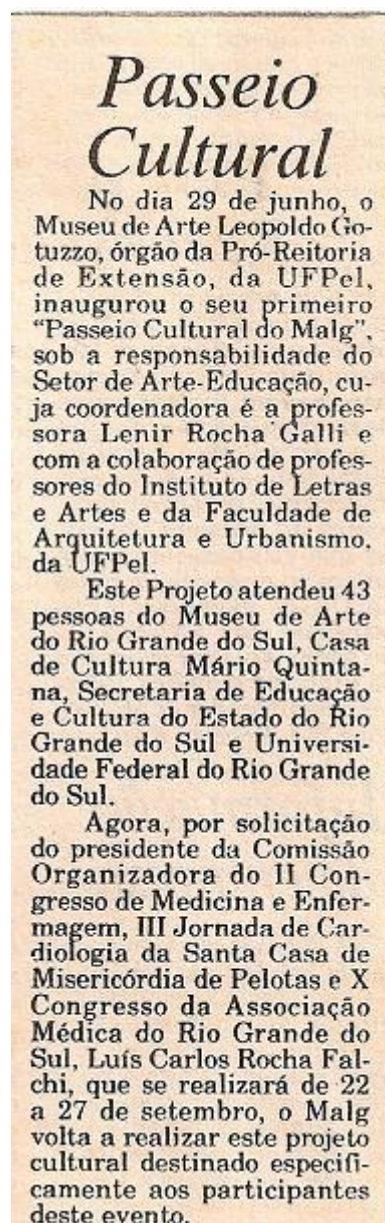 Passeio
Cultural
No dia 29 de junho, o
Museu de Arte Leopoldo Go-
tuzzo, órgão da Pró-Reitoria
de Extensão, da UFPel,
inaugurou o seu primeiro
"Passeio Cultural do Malg",
sob a responsabilidade do
Setor de Arte-Educação, cu-
ja coordenadora é a profes-
sora Lenir Rocha Galli e
com a colaboração de profes-
sores do Instituto de Letras
e Artes e da Faculdade de
Arquitetura e Urbanismo,
da UFPel.
Este Projeto atendeu 43
pessoas do Museu de Arte
do Rio Grande do Sul, Casa
de Cultura Mário Quinta-
na, Secretaria de Educação
e Cultura do Estado do Rio
Grande do Sul e Universi-
dade Federal do Rio Grande
do Sul.
Agora, por solicitação
do presidente da Comissão
Organizadora do II Con-
gresso de Medicina e Enfer-
magem, III Jornada de Car-
diologia da Santa Casa de
Misericórdia de Pelotas e X
Congresso da Associação
Médica do Rio Grande do
Sul, Luís Carlos Rocha Fal-
chi, que se realizará de 22
a 27 de setembro, o Malg
volta a realizar este projeto
cultural destinado especifi-
camente aos participantes
deste evento.